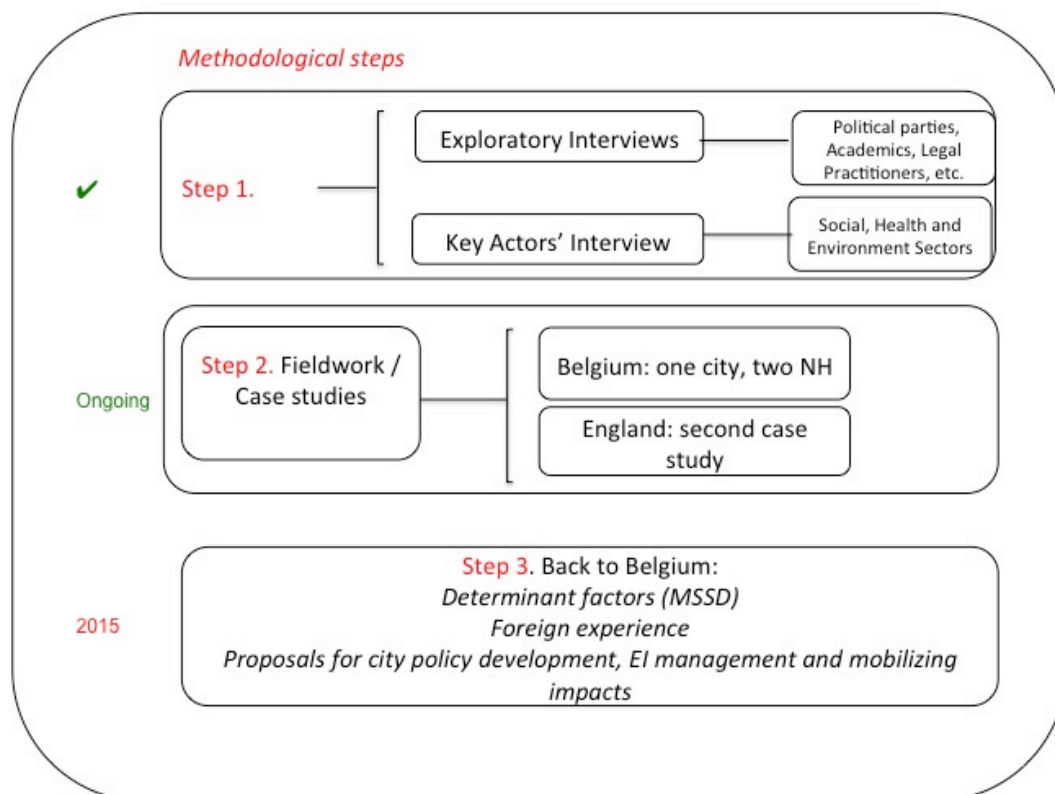 Methodological steps
✔
Step 1.
Exploratory Interviews
Political parties,
Academics, Legal
Practitioners, etc.
Key Actors’ Interview
Social, Health and
Environment Sectors
Ongoing
Step 2. Fieldwork /
Case studies
Belgium: one city, two NH
England: second case
study
2015
Step 3. Back to Belgium:
Determinant factors (MSSD)
Foreign experience
Proposals for city policy development, EI management and mobilizing
impacts